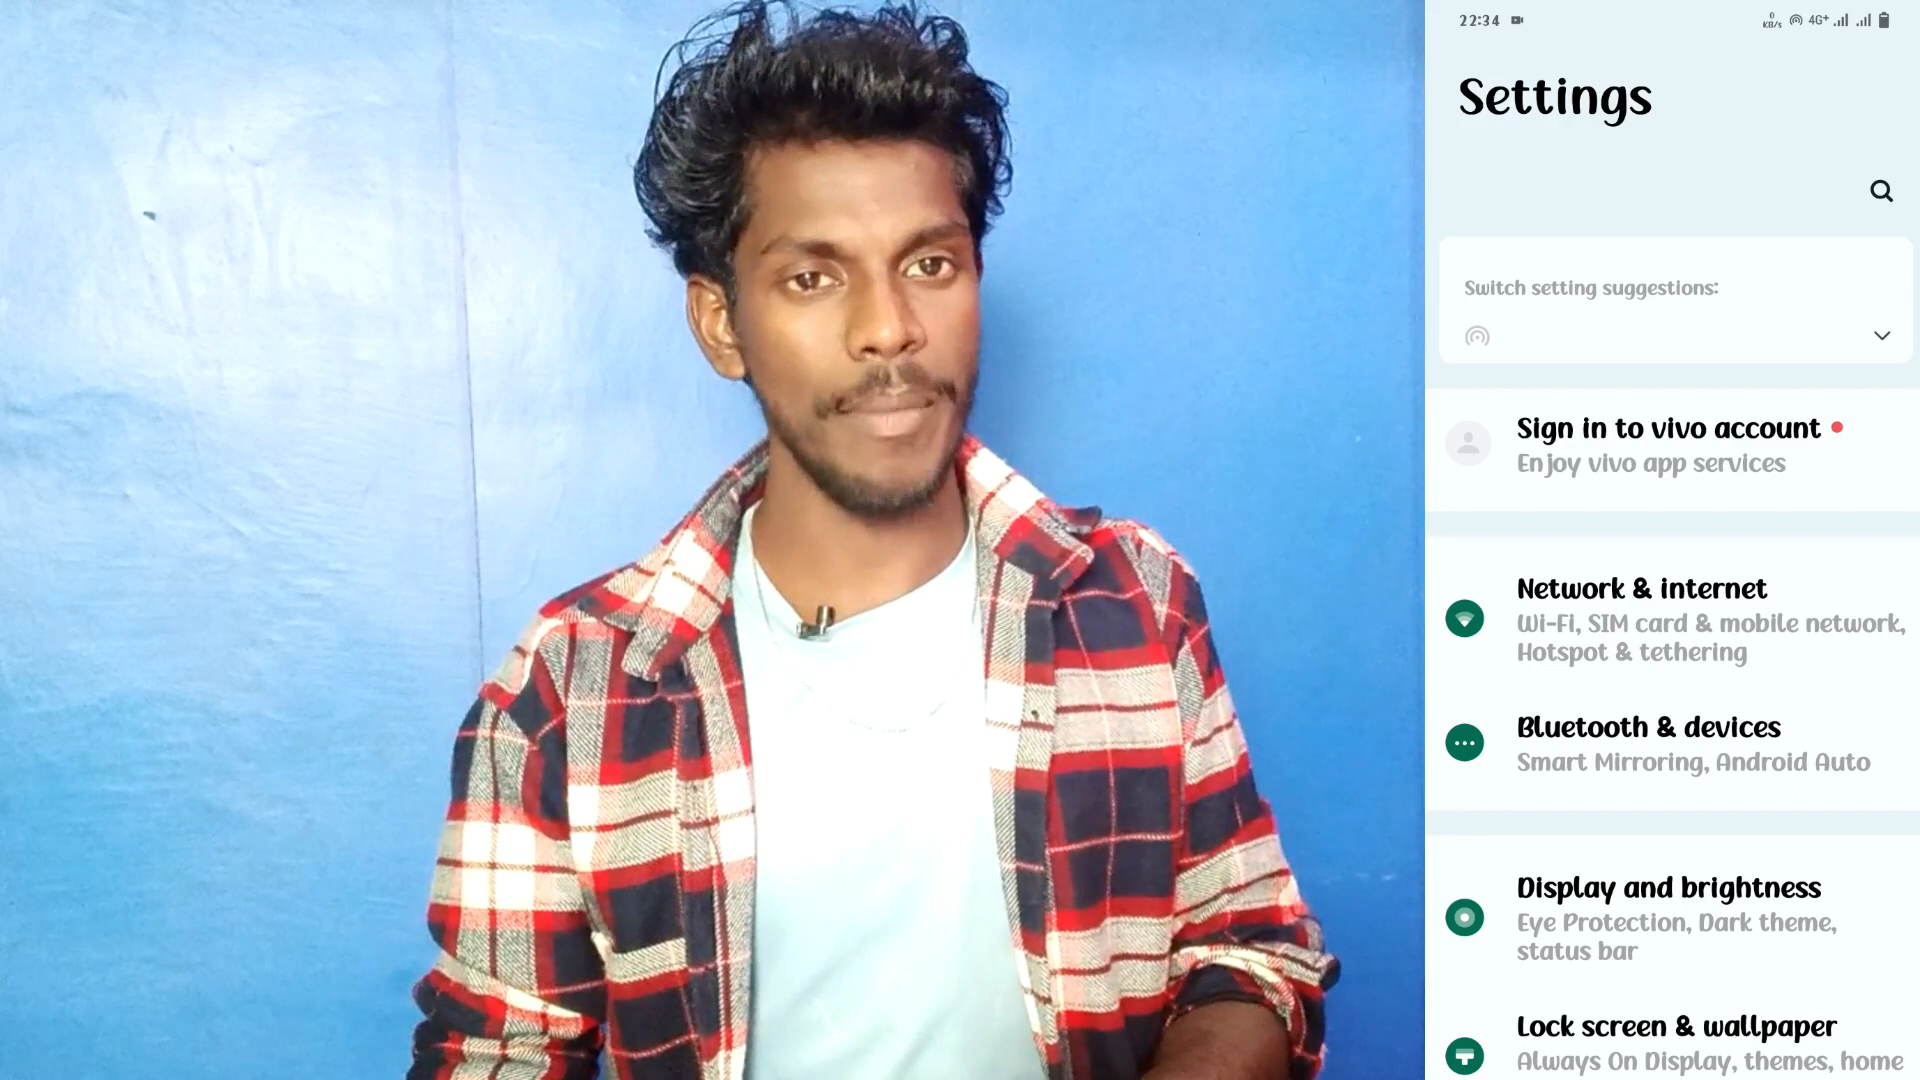 22:34
0
KB/s
4G+
Settings
Switch setting suggestions:
Sign in to vivo account
Enjoy vivo app services
Network & internet
Wi-Fi, SIM card & mobile network,
Hotspot & tethering
Bluetooth & devices
Smart Mirroring, Android Auto
Display and brightness
Eye Protection, Dark theme,
status bar
Lock screen & wallpaper
Always On Display, themes, home